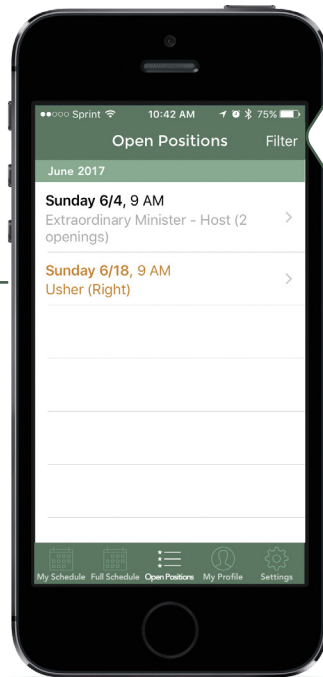 Sprint 10:42 AM 75%
Open Positions Filter
June 2017
Sunday 6/4, 9 AM
Extraordinary Minister - Host (2
openings)
Sunday 6/18, 9 AM
Usher (Right)
My Schedule Full Schedule Open Positions My Profile Settings